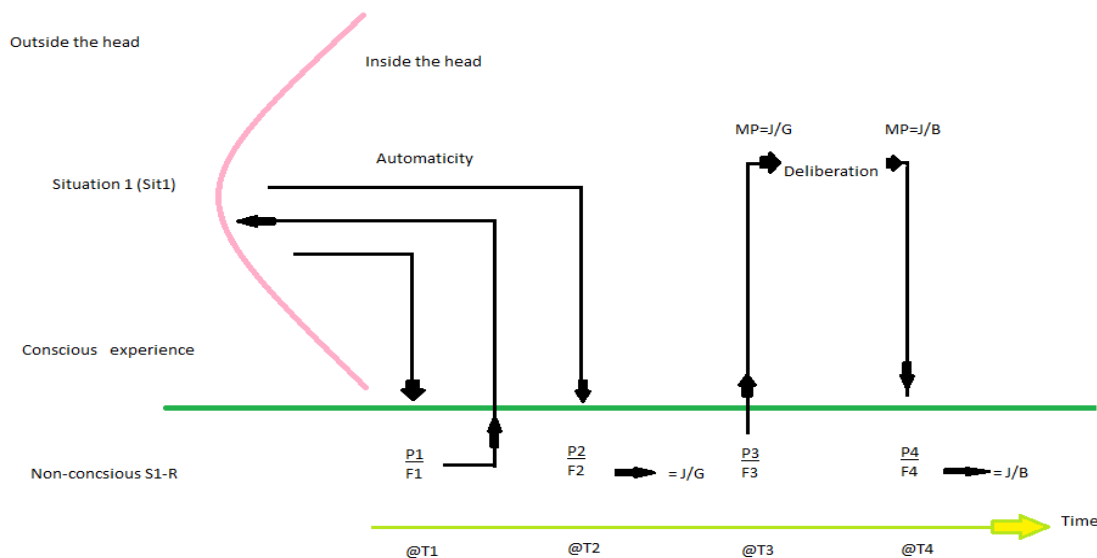 Outside the head
Inside the head
MP=J/G
MP=J/B
Automaticity
Deliberation
Situation 1 (Sit1)
Conscious experience
P1
F1
P2
F2
= J/G
P3
F3
P4
F4
= J/B
Non-concsious S1-R
Time
@T1
@T2
@T3
@T4